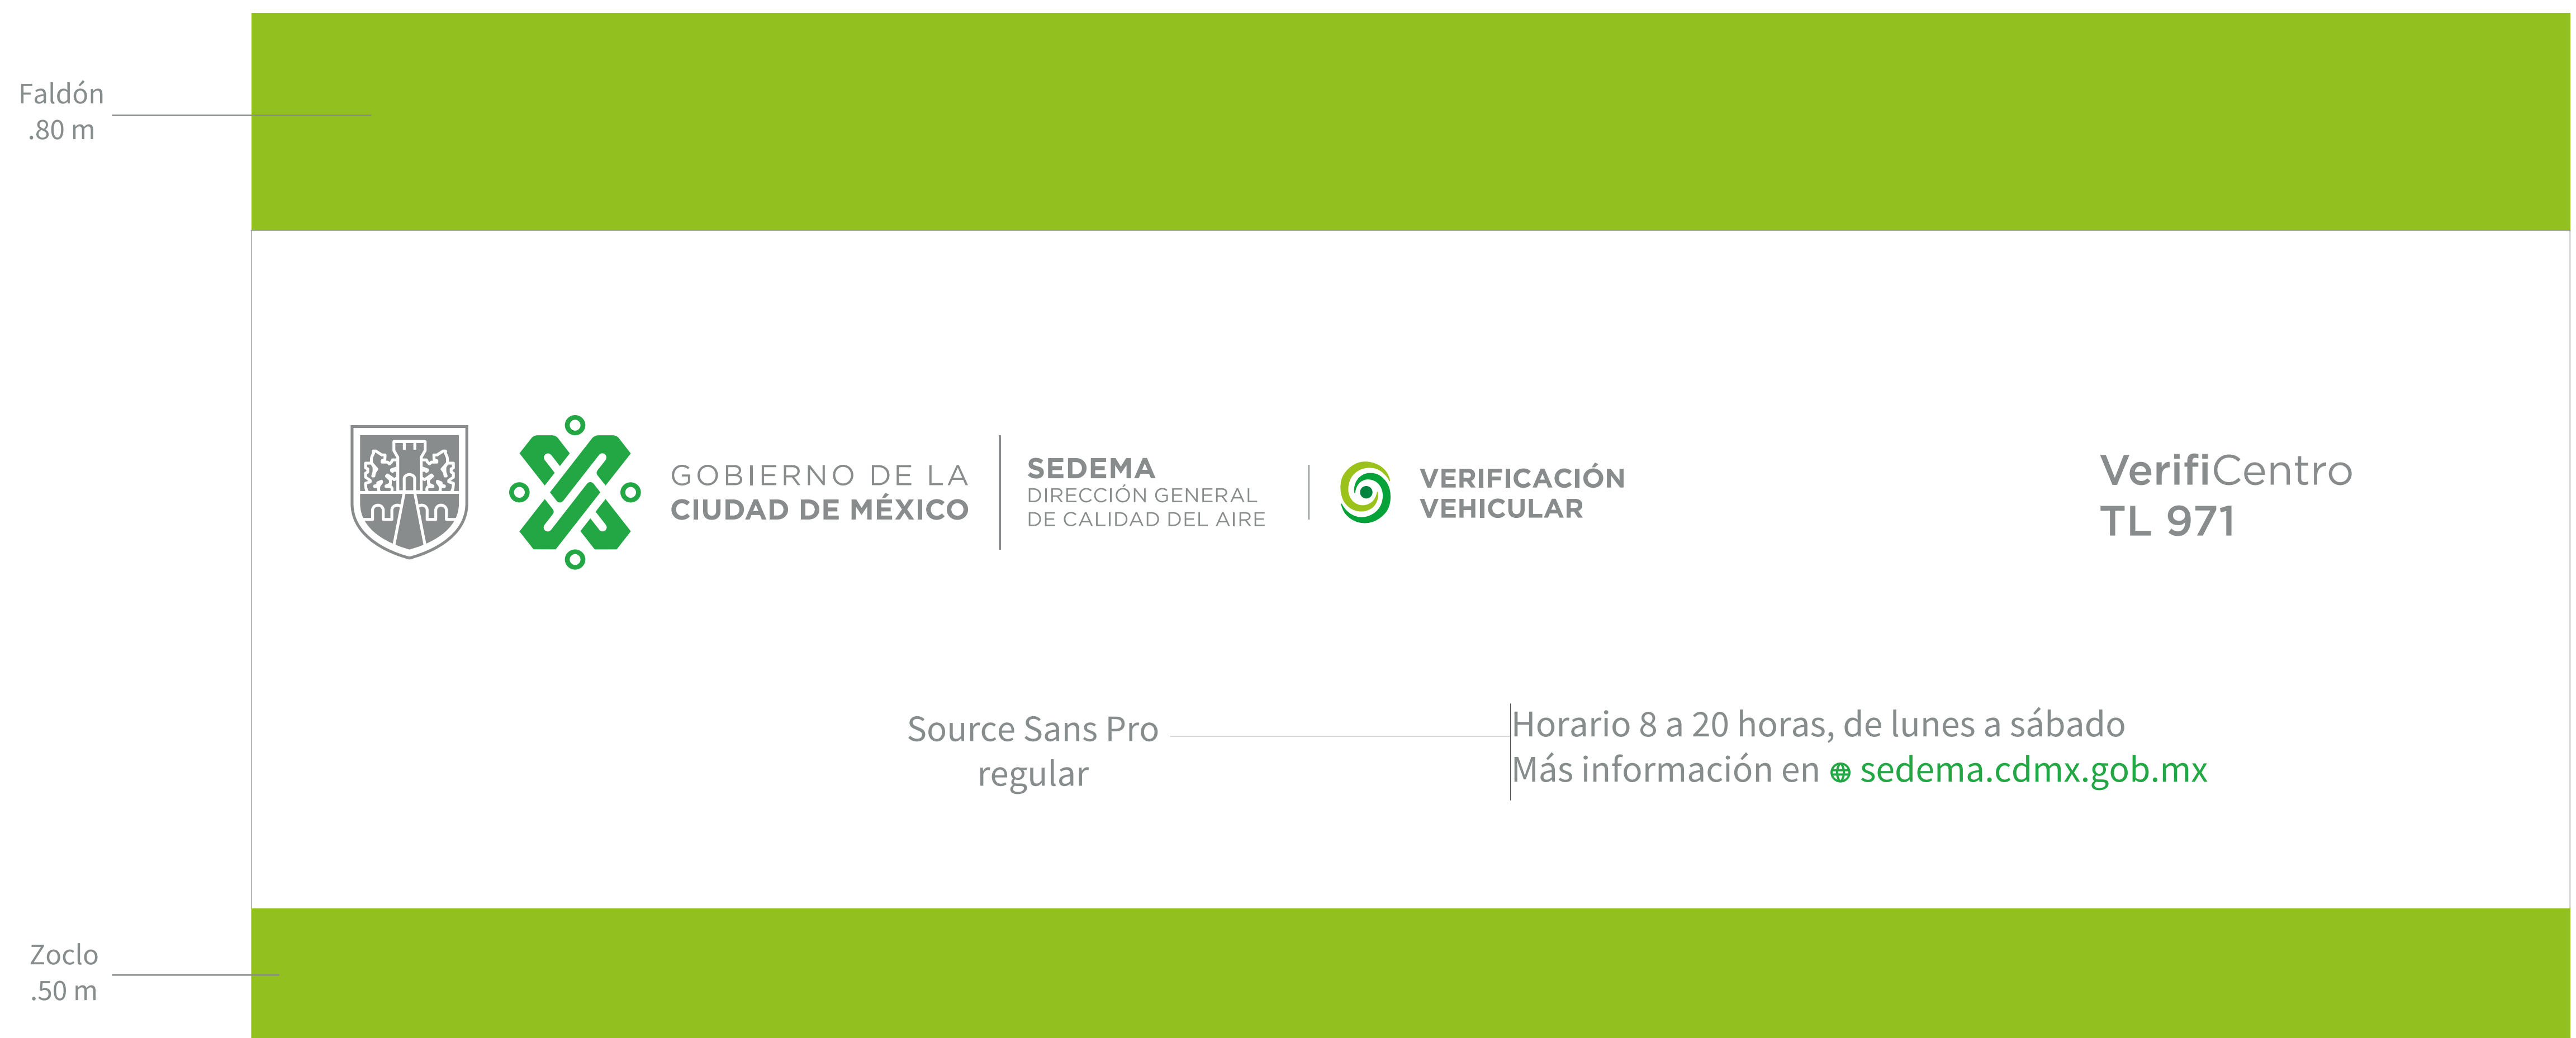 Faldón
.80 m
GOBIERNO DE LA
CIUDAD DE MÉXICO
SEDEMA
DIRECCIÓN GENERAL
DE CALIDAD DEL AIRE
VERIFICACIÓN
VEHICULAR
VerifiCentro
TL 971
Source Sans Pro
regular
Horario 8 a 20 horas, de lunes a sábado
Más información en sedema.cdmx.gob.mx
Zoclo
.50 m